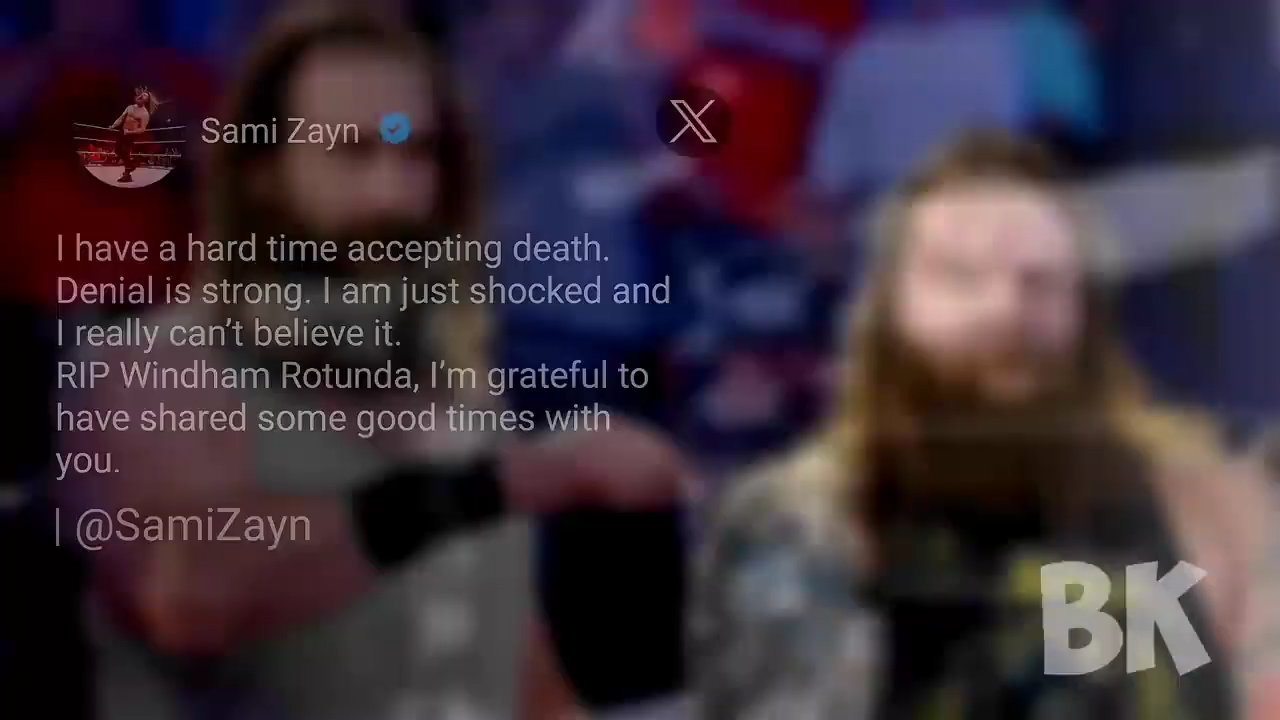 Sami Zayn
I have a hard time accepting death.
Denial is strong. I am just shocked and
I really can’t believe it.
RIP Windham Rotunda, I’m grateful to
have shared some good times with
you.
| @SamiZayn
BK